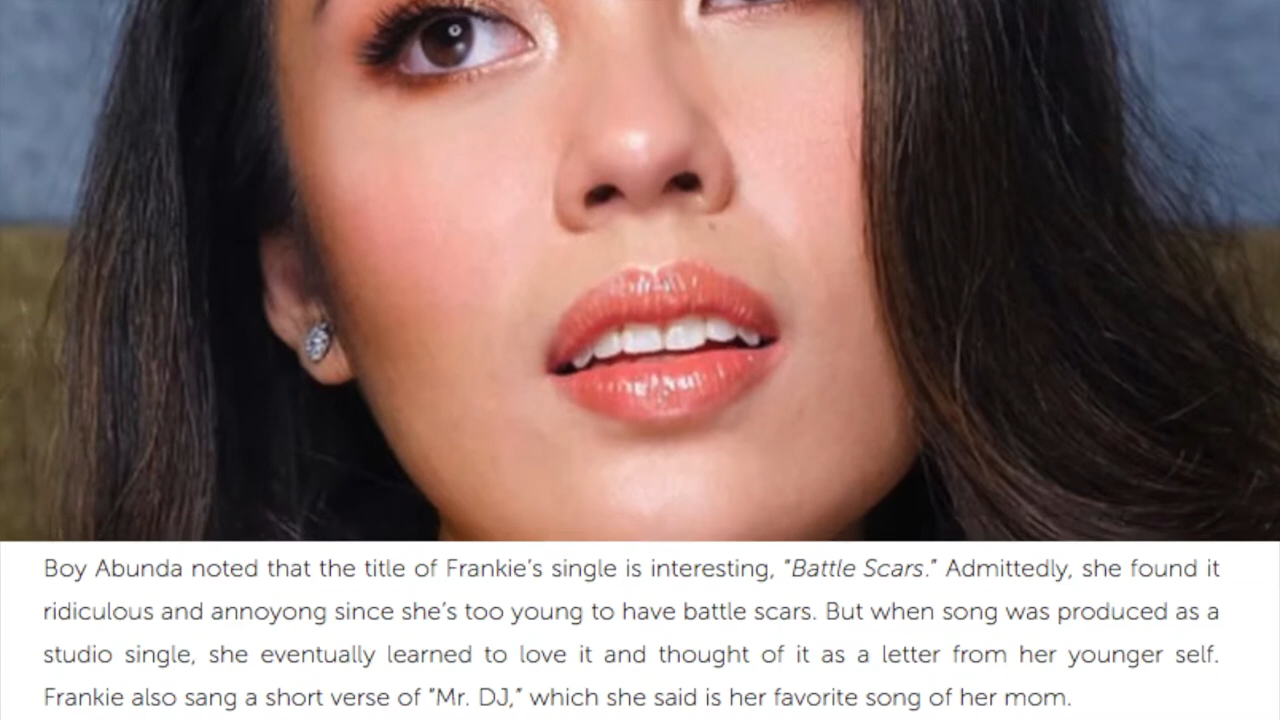 Boy Abunda noted that the title of Frankie’s single is interesting, “Battle Scars.” Admittedly, she found it
ridiculous and annoyong since she’s too young to have battle scars. But when song was produced as a
studio single, she eventually learned to love it and thought of it as a letter from her younger self.
Frankie also sang a short verse of “Mr. DJ,” which she said is her favorite song of her mom.